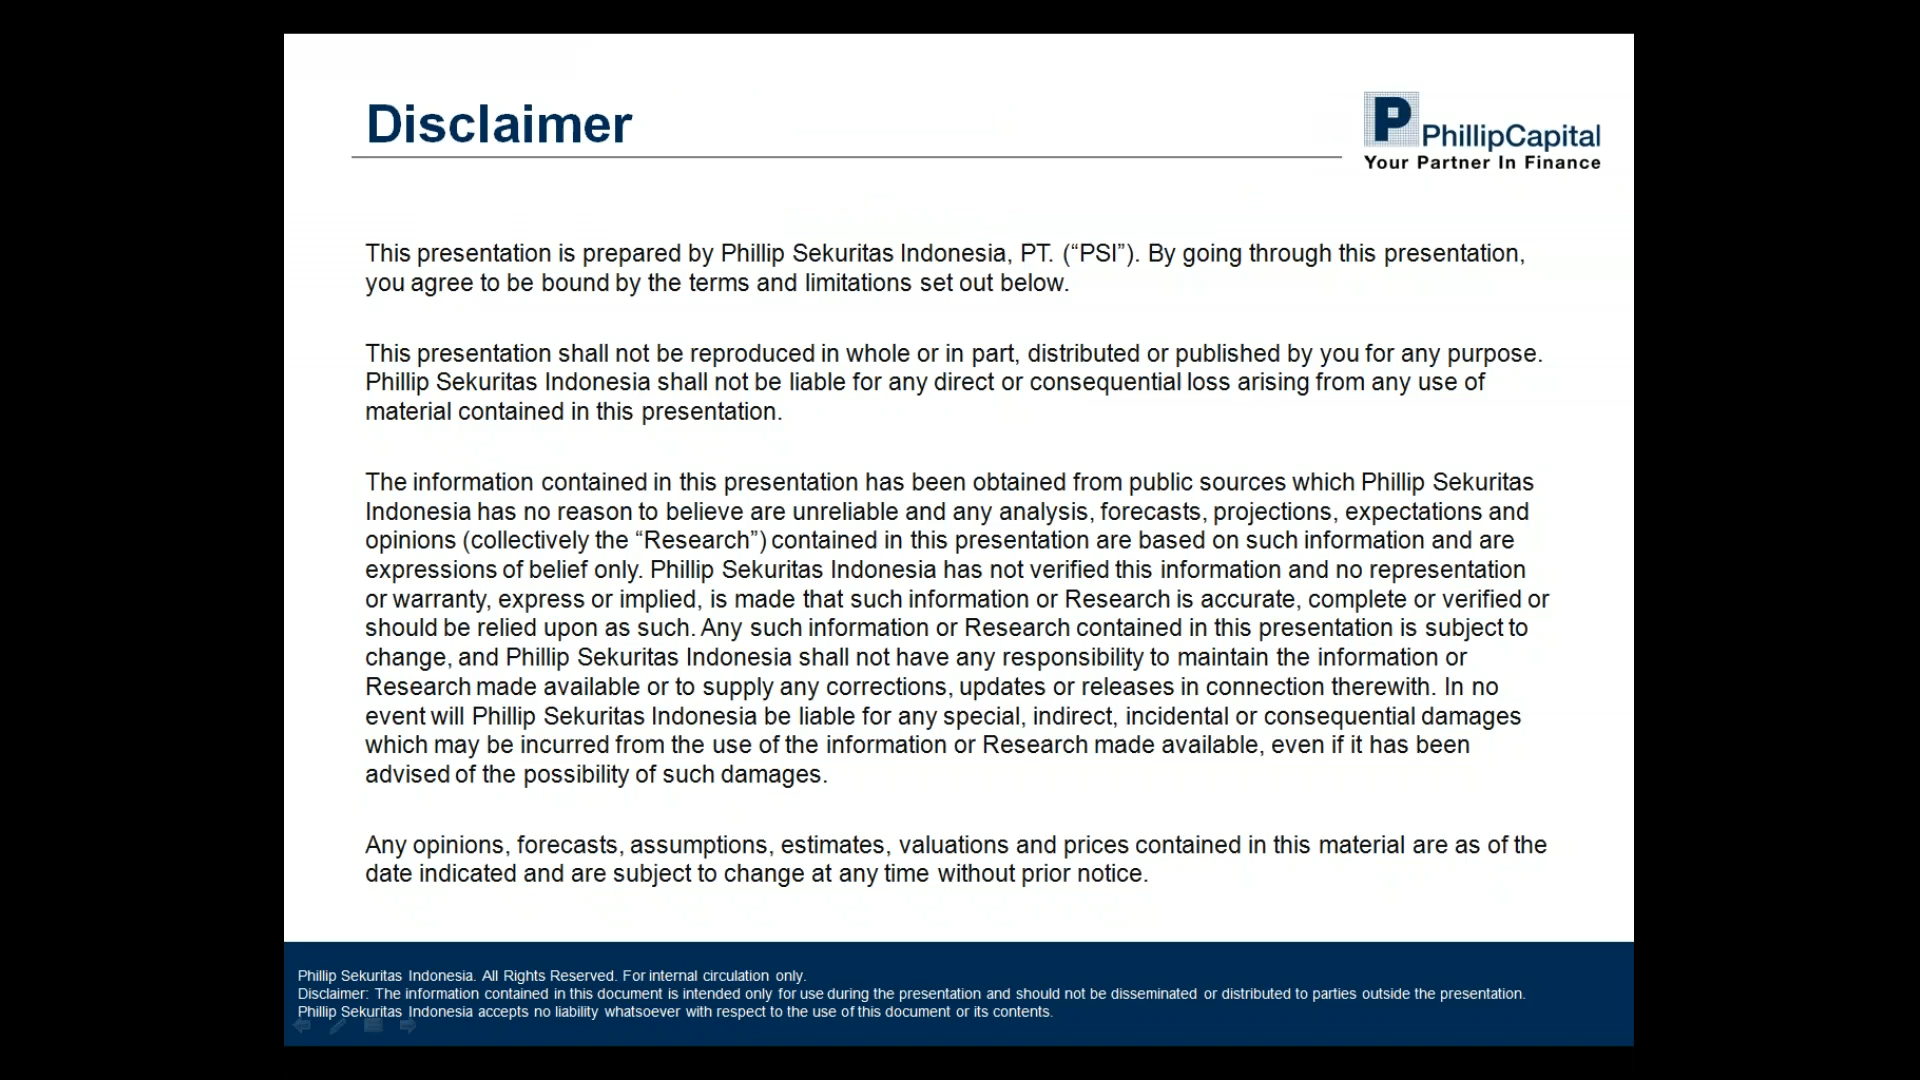 Disclaimer
P PhillipCapital
Your Partner In Finance
This presentation is prepared by Phillip Sekuritas Indonesia, PT. (“PSI”). By going through this presentation,
you agree to be bound by the terms and limitations set out below.
This presentation shall not be reproduced in whole or in part, distributed or published by you for any purpose.
Phillip Sekuritas Indonesia shall not be liable for any direct or consequential loss arising from any use of
material contained in this presentation.
The information contained in this presentation has been obtained from public sources which Phillip Sekuritas
Indonesia has no reason to believe are unreliable and any analysis, forecasts, projections, expectations and
opinions (collectively the “Research”) contained in this presentation are based on such information and are
expressions of belief only. Phillip Sekuritas Indonesia has not verified this information and no representation
or warranty, express or implied, is made that such information or Research is accurate, complete or verified or
should be relied upon as such. Any such information or Research contained in this presentation is subject to
change, and Phillip Sekuritas Indonesia shall not have any responsibility to maintain the information or
Research made available or to supply any corrections, updates or releases in connection therewith. In no
event will Phillip Sekuritas Indonesia be liable for any special, indirect, incidental or consequential damages
which may be incurred from the use of the information or Research made available, even if it has been
advised of the possibility of such damages.
Any opinions, forecasts, assumptions, estimates, valuations and prices contained in this material are as of the
date indicated and are subject to change at any time without prior notice.
Phillip Sekuritas Indonesia. All Rights Reserved. For internal circulation only.
Disclaimer: The information contained in this document is intended only for use during the presentation and should not be disseminated or distributed to parties outside the presentation.
Phillip Sekuritas Indonesia accepts no liability whatsoever with respect to the use of this document or its contents.